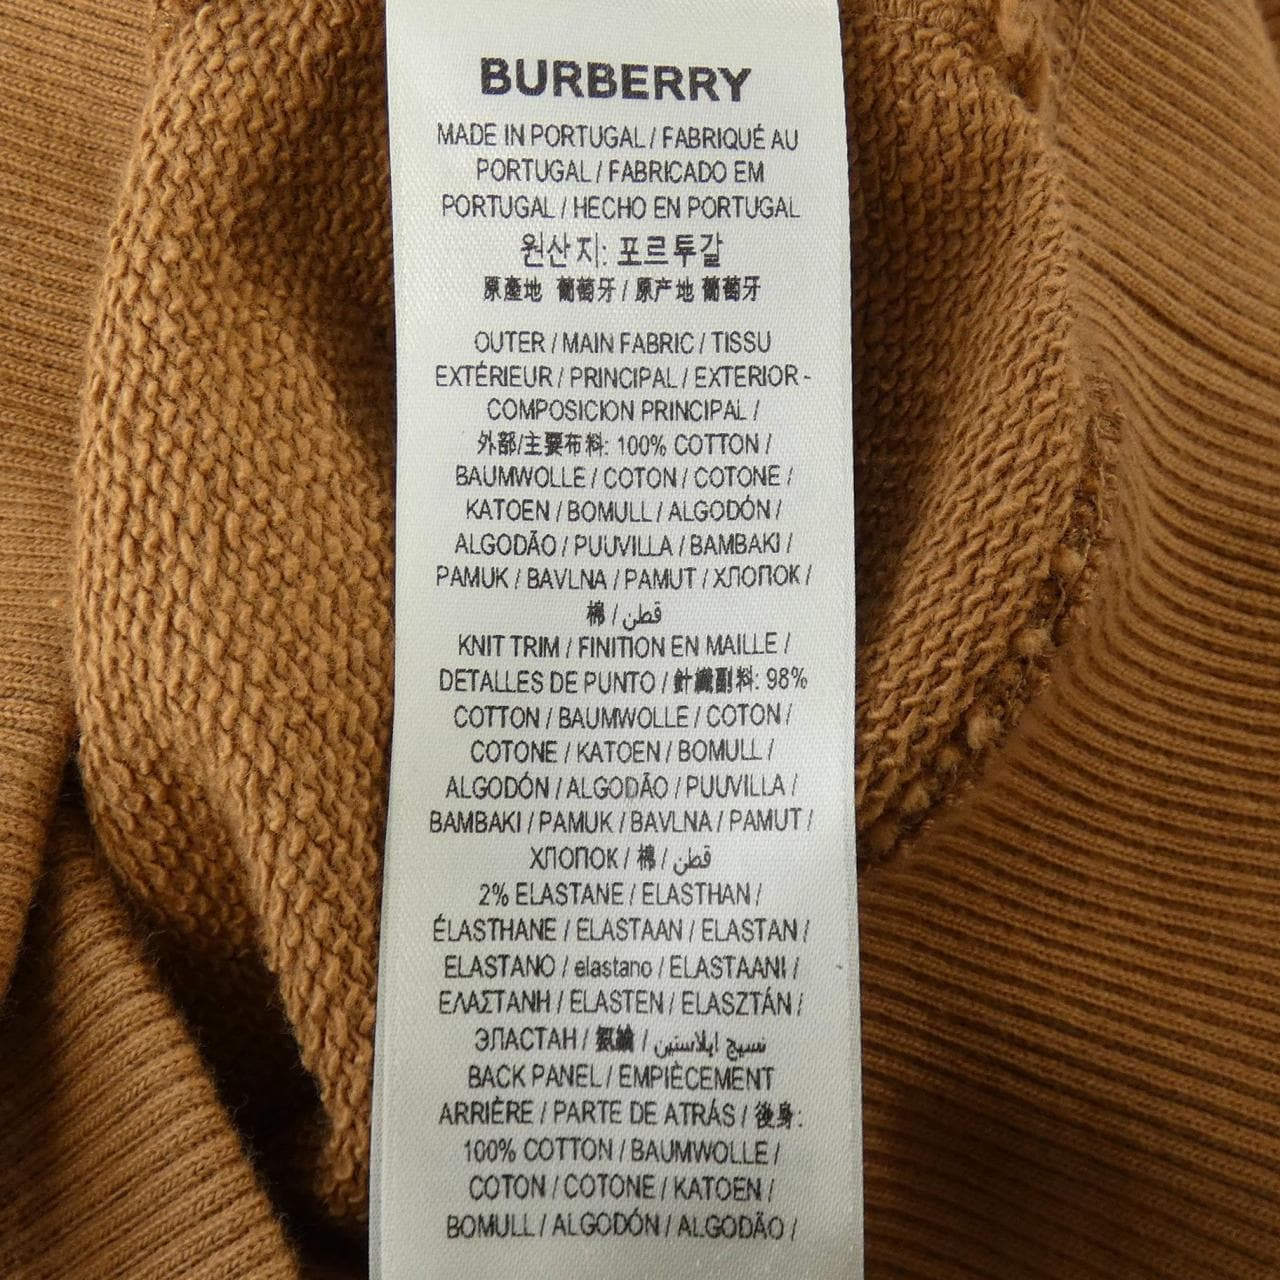 BURBERRY
MADE IN PORTUGAL / FABRIQUÉ AU
PORTUGAL / FABRICADO EM
PORTUGAL / HECHO EN PORTUGAL
원산지: 포르투갈
原產地 葡萄牙 / 原产地 葡萄牙
OUTER / MAIN FABRIC / TISSU
EXTÉRIEUR / PRINCIPAL / EXTERIOR -
COMPOSICION PRINCIPAL /
外部/主要布料: 100% COTTON /
BAUMWOLLE / COTON / COTONE /
KATOEN / BOMULL / ALGODÓN /
ALGODÃO / PUUVILLA / BAMBAKI /
PAMUK / BAVLNA / PAMUT / ХЛОПОК /
棉 / قطن
KNIT TRIM / FINITION EN MAILLE /
DETALLES DE PUNTO / 針織副料: 98%
COTTON / BAUMWOLLE / COTON /
COTONE / KATOEN / BOMULL /
ALGODÓN / ALGODÃO / PUUVILLA /
BAMBAKI / PAMUK / BAVLNA / PAMUT /
ХЛОПОК / 棉 / قطن
2% ELASTANE / ELASTHAN /
ÉLASTHANE / ELASTAAN / ELASTAN /
ELASTANO / elastano / ELASTAANI /
ΕΛΑΣΤΑΝΗ / ELASTEN / ELASZTÁN /
ЭЛАСТАН / 氨綸 / نسيج ايلاستين
BACK PANEL / EMPIÈCEMENT
ARRIÈRE / PARTE DE ATRÁS / 後身:
100% COTTON / BAUMWOLLE /
COTON / COTONE / KATOEN /
BOMULL / ALGODÓN / ALGODÃO /